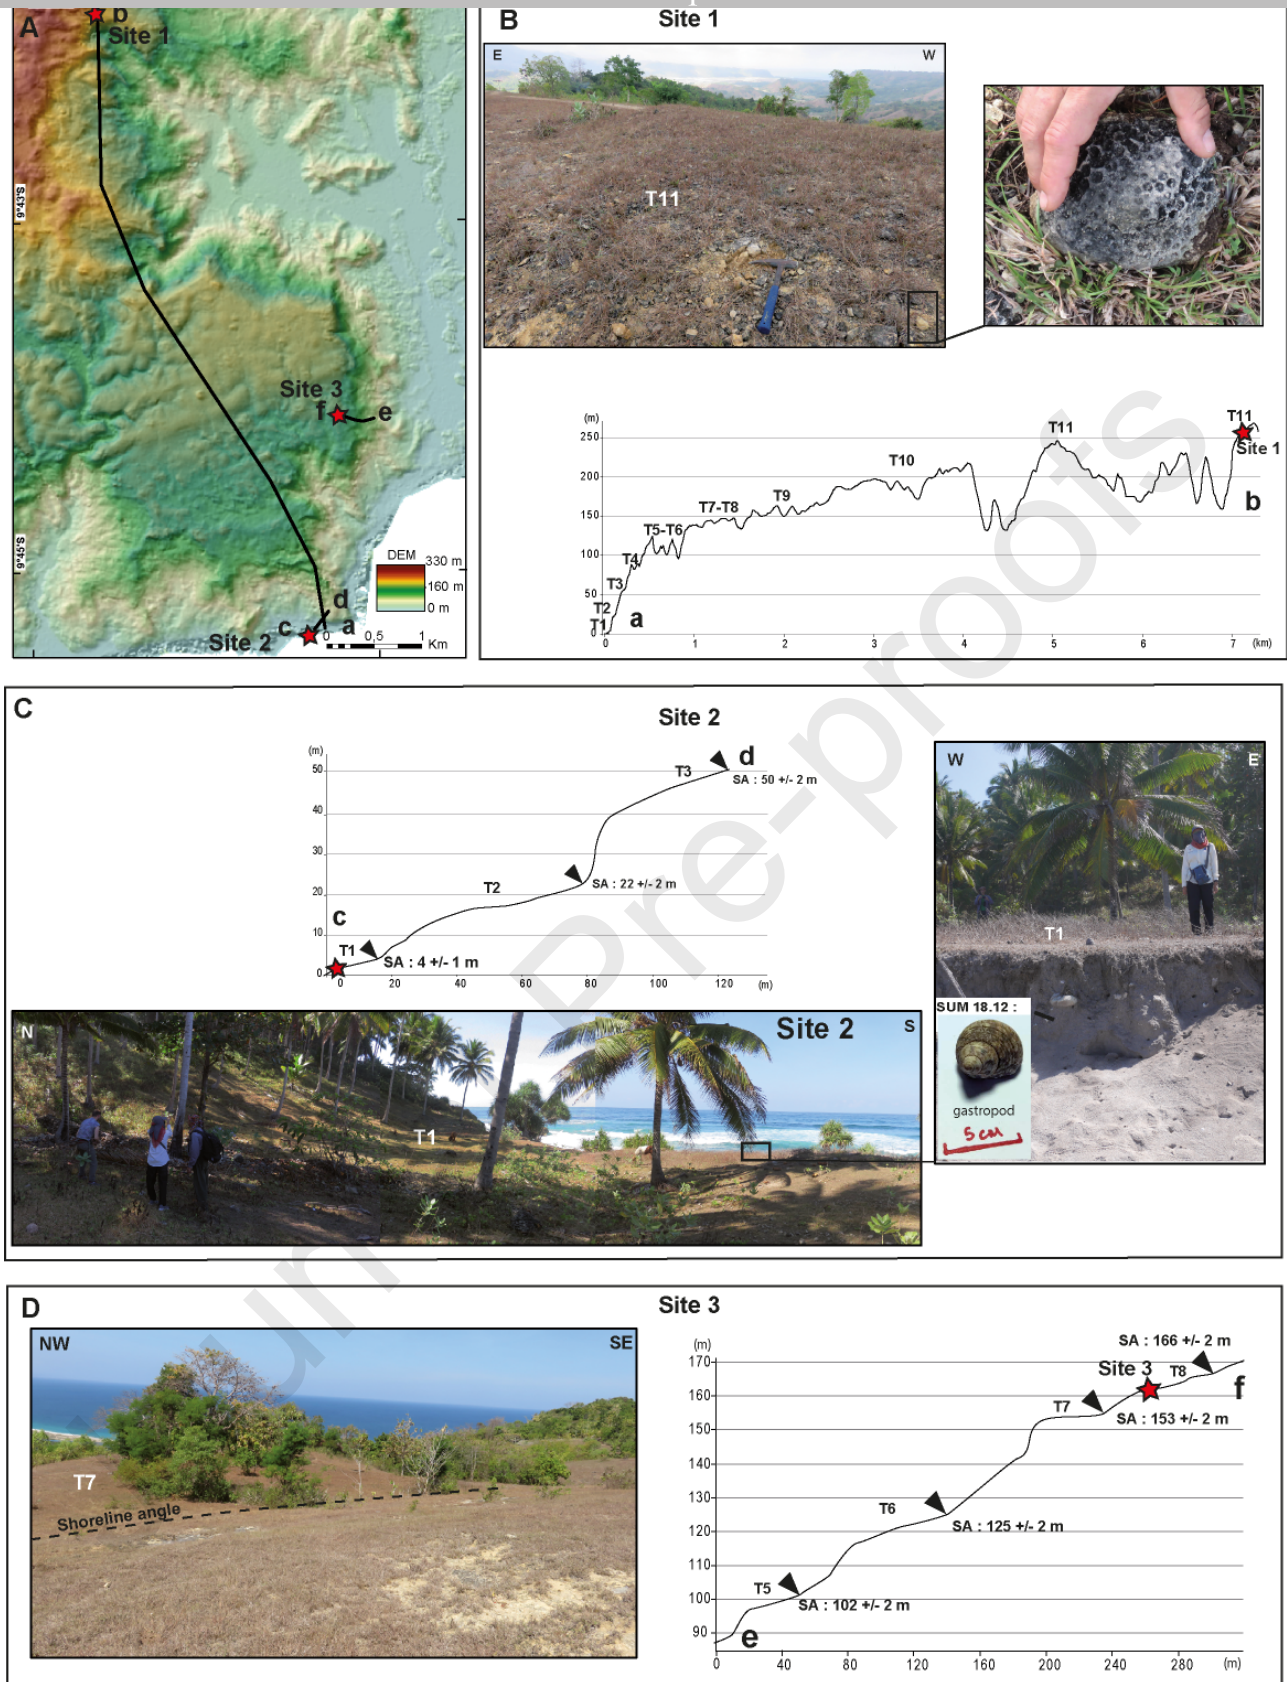 A
b
Site 1
9°43'S
Site 3
f
e
9°45'S
DEM
330 m
160 m
0 m
d
c
a
Site 2
0
0,5
1
Km
B
Site 1
E
W
T11
(m)
250
200
150
100
50
0
T1
T2
T3
T4
T5-T6
T7-T8
T9
T10
T11
T11
Site 1
a
b
0
1
2
3
4
5
6
7
(km)
C
Site 2
(m)
50
40
30
20
10
0
c
T1
SA : 4 +/- 1 m
T2
SA : 22 +/- 2 m
T3
d
SA : 50 +/- 2 m
0
20
40
60
80
100
120
(m)
W
E
T1
SUM 18.12 :
gastropod
5 cm
N
Site 2
S
T1
D
Site 3
NW
SE
T7
Shoreline angle
(m)
170
160
150
140
130
120
110
100
90
e
T5
SA : 102 +/- 2 m
T6
SA : 125 +/- 2 m
T7
SA : 153 +/- 2 m
Site 3
T8
SA : 166 +/- 2 m
f
0
40
80
120
160
200
240
280
(m)
Pre-proofs